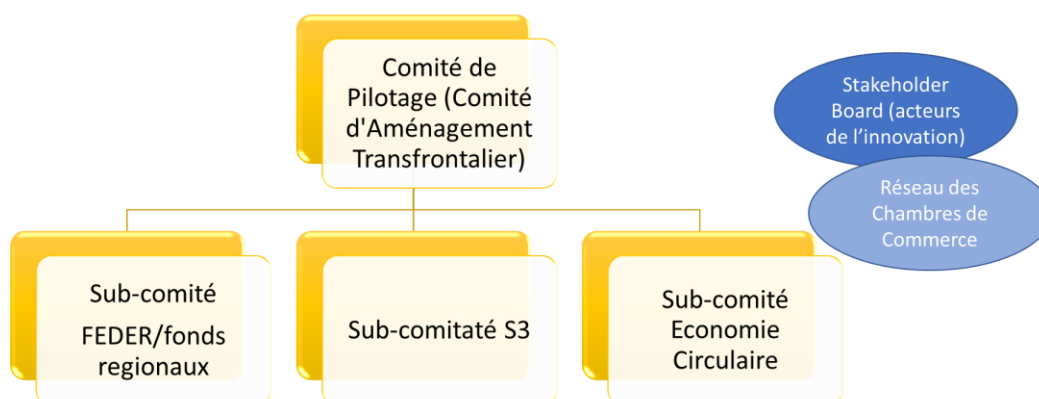 Comité de
Pilotage (Comité
d'Aménagement
Transfrontalier)
Stakeholder
Board (acteurs
de l'innovation)
Réseau des
Chambres de
Commerce
Sub-comité
FEDER/fonds
regionaux
Sub-comitaté S3
Sub-comité
Economie
Circulaire